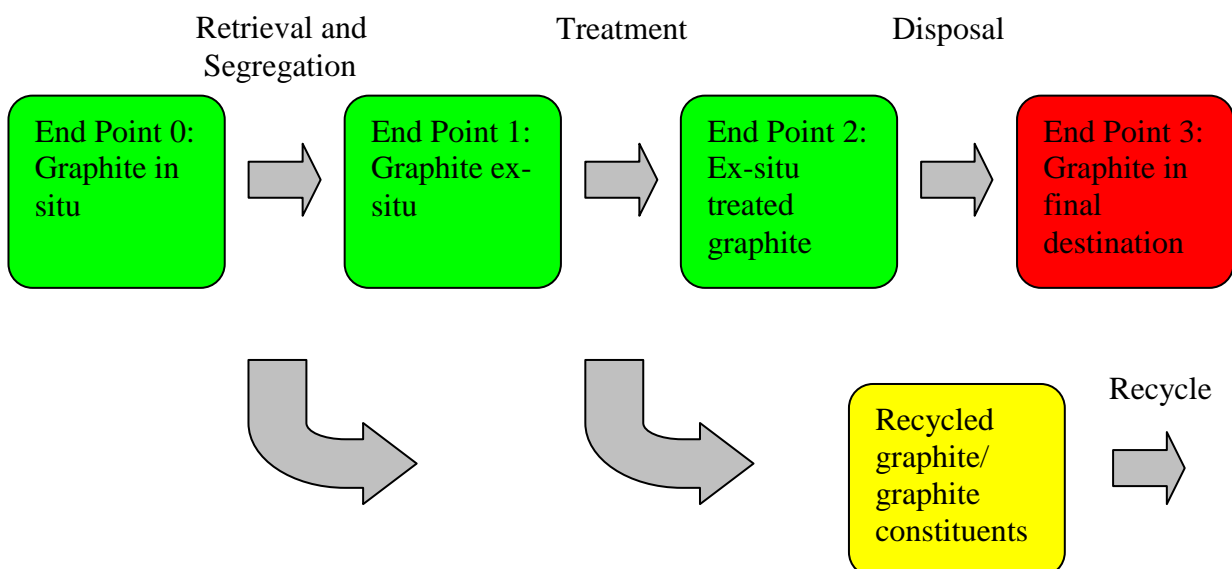 Retrieval and
Segregation
Treatment
Disposal
End Point 0:
Graphite in
situ
End Point 1:
Graphite ex-
situ
End Point 2:
Ex-situ
treated
graphite
End Point 3:
Graphite in
final
destination
Recycled
graphite/
graphite
constituents
Recycle